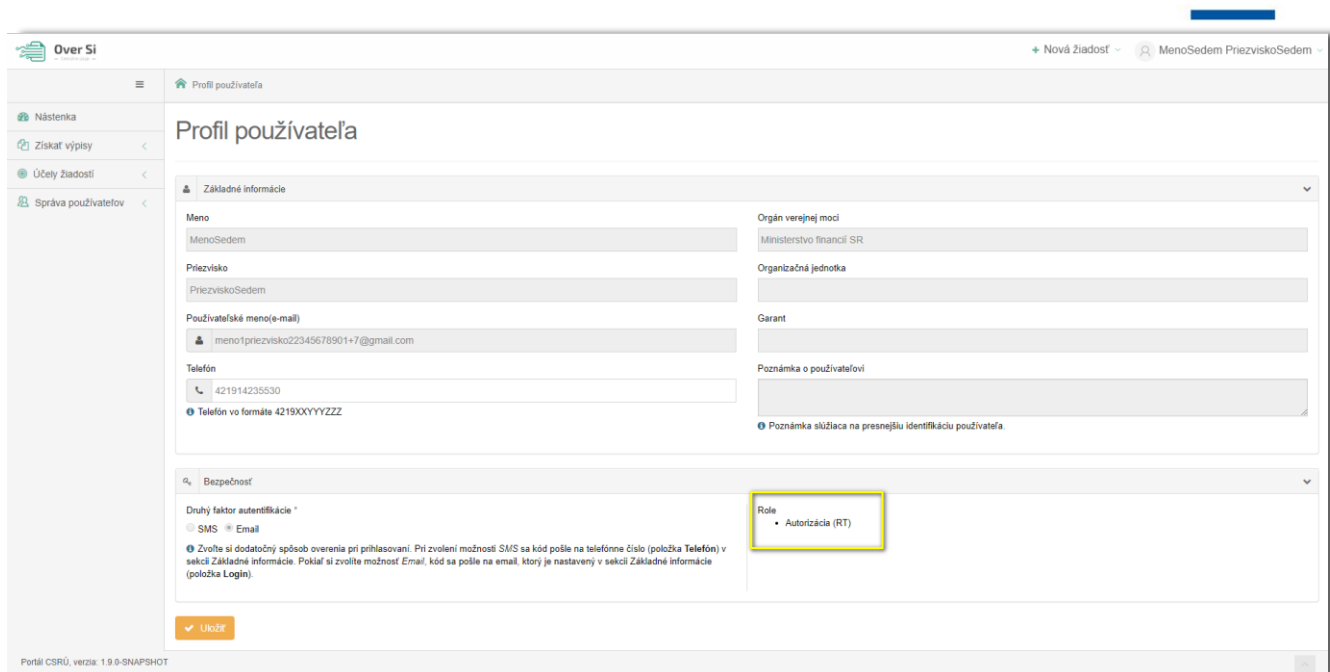 Over Si
+ Nová žiadosť
MenoSedem PriezviskoSedem
Profil používateľa
Nástenka
Získať výpisy
Účely žiadostí
Správa používateľov
Profil používateľa
Základné informácie
Meno
MenoSedem
Priezvisko
PriezviskoSedem
Používateľské meno(e-mail)
meno1priezvisko22345678901+7@gmail.com
Telefón
421914235530
Telefón vo formáte 4219XXYYYZZZ
Orgán verejnej moci
Ministerstvo financií SR
Organizačná jednotka
Garant
Poznámka o používateľovi
Poznámka slúžiaca na presnejšiu identifikáciu používateľa.
Bezpečnosť
Druhý faktor autentifikácie *
SMS Email
Zvoľte si dodatočný spôsob overenia pri prihlasovaní. Pri zvolení možnosti SMS sa kód pošle na telefónne číslo (položka Telefón) v
sekcii Základné informácie. Pokiaľ si zvolíte možnosť Email, kód sa pošle na email, ktorý je nastavený v sekcii Základné informácie
(položka Login).
Role
• Autorizácia (RT)
Uložiť
Portál CSRÚ, verzia: 1.9.0-SNAPSHOT